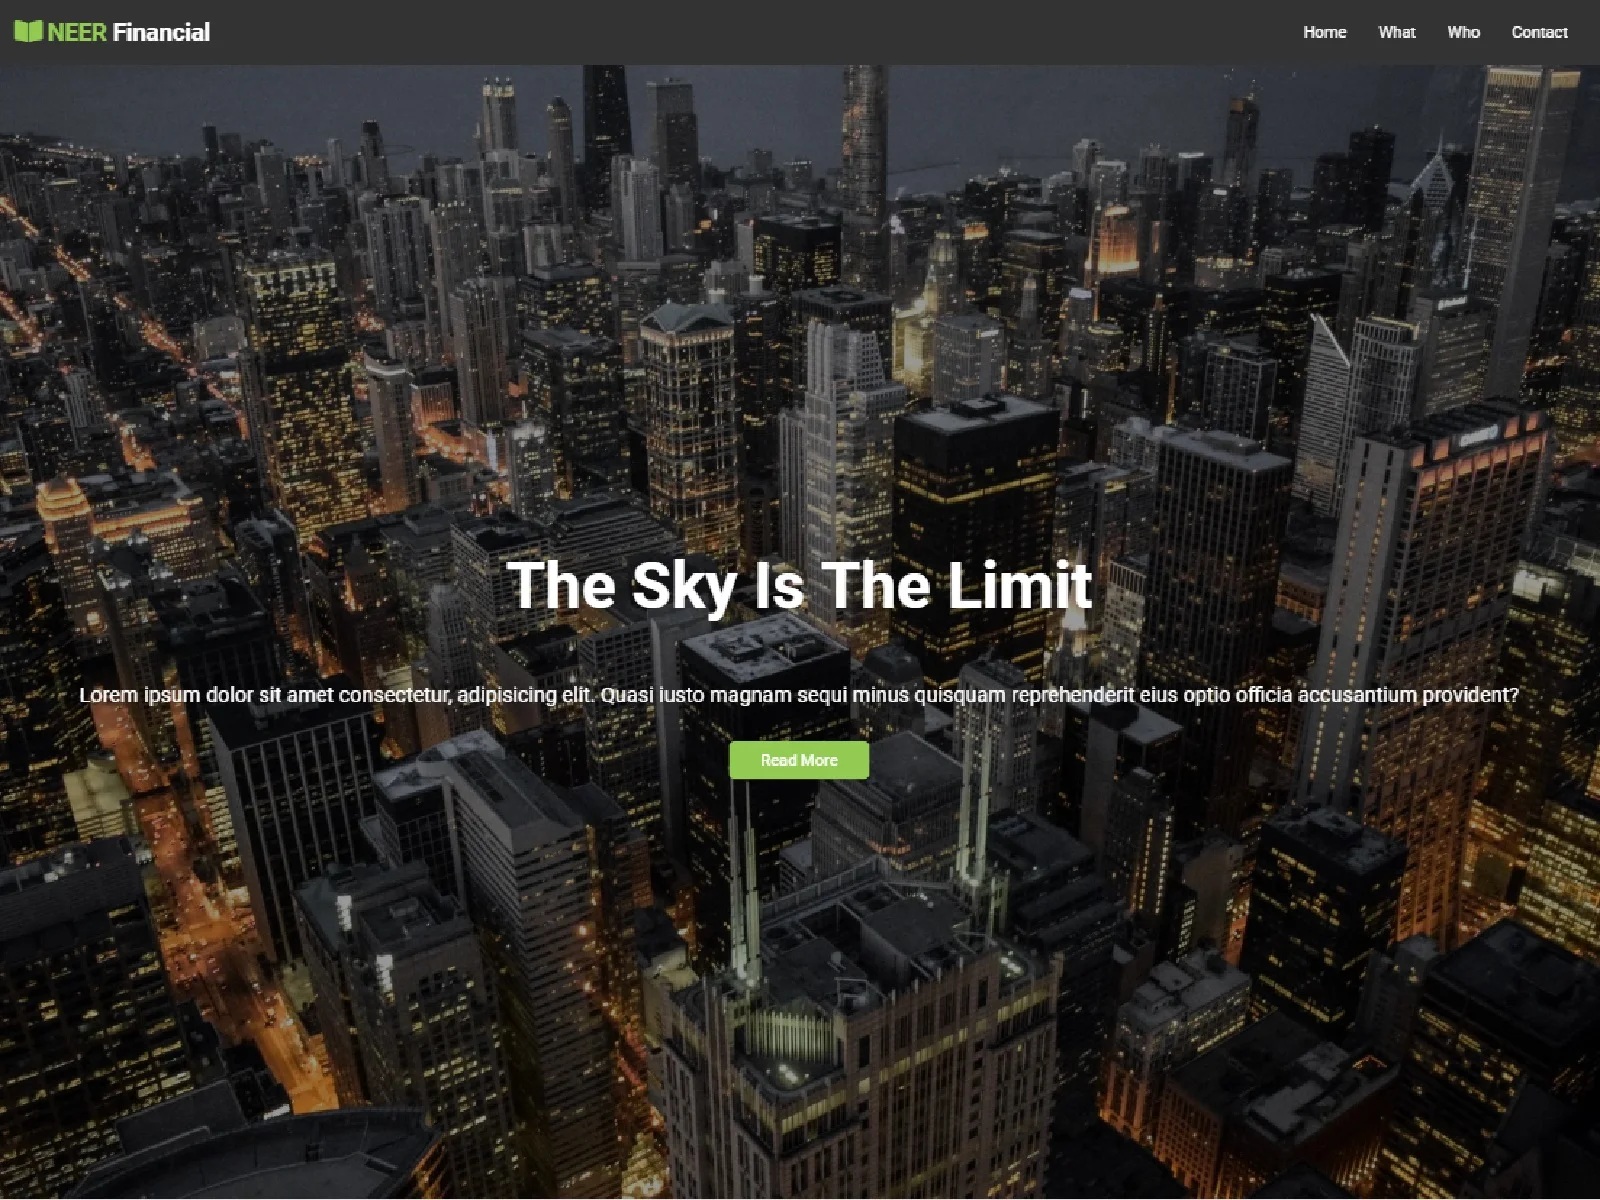 NEER Financial
Home What Who Contact
The Sky Is The Limit
Lorem ipsum dolor sit amet consectetur, adipisicing elit. Quasi iusto magnam sequi minus quisquam reprehenderit eius optio officia accusantium provident?
Read More